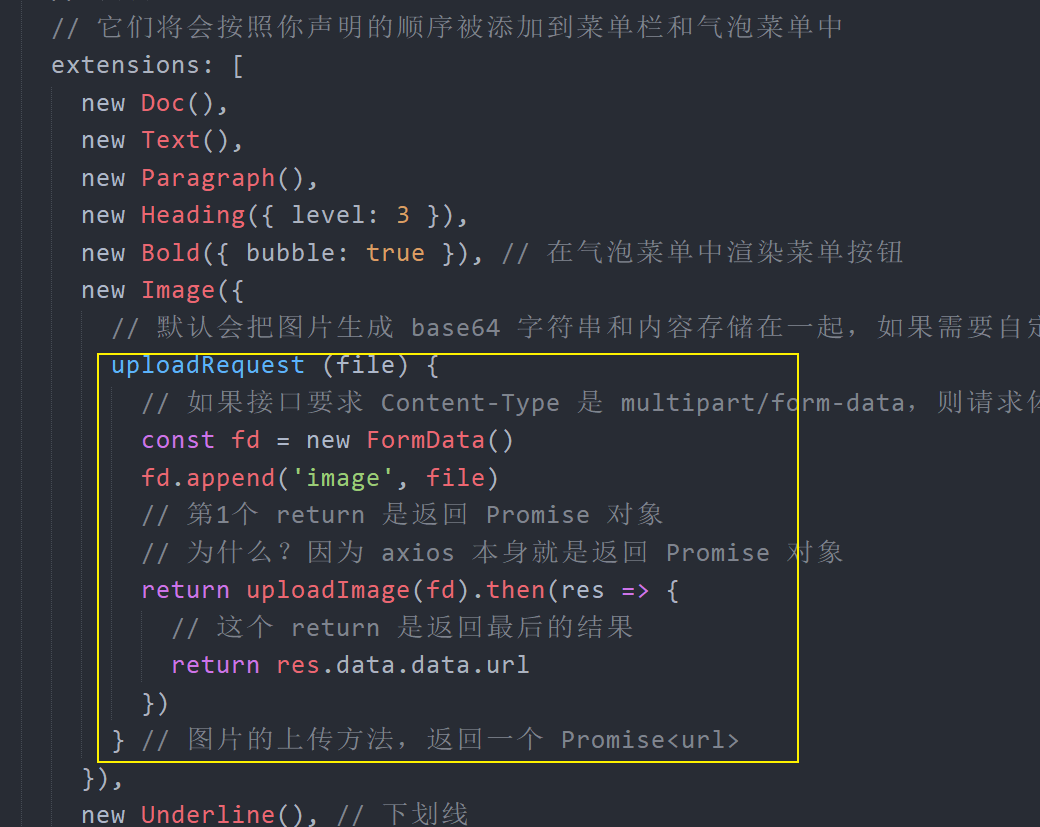 // 它们将会按照你声明的顺序被添加到菜单栏和气泡菜单中
extensions: [
new Doc(),
new Text(),
new Paragraph(),
new Heading({ level: 3 }),
new Bold({ bubble: true }), // 在气泡菜单中渲染菜单按钮
new Image({
// 默认会把图片生成 base64 字符串和内容存储在一起，如果需要自定
uploadRequest (file) {
// 如果接口要求 Content-Type 是 multipart/form-data，则请求体
const fd = new FormData()
fd.append('image', file)
// 第1个 return 是返回 Promise 对象
// 为什么？因为 axios 本身就是返回 Promise 对象
return uploadImage(fd).then(res => {
// 这个 return 是返回最后的结果
return res.data.data.url
})
} // 图片的上传方法，返回一个 Promise<url>
}),
new Underline(), // 下划线